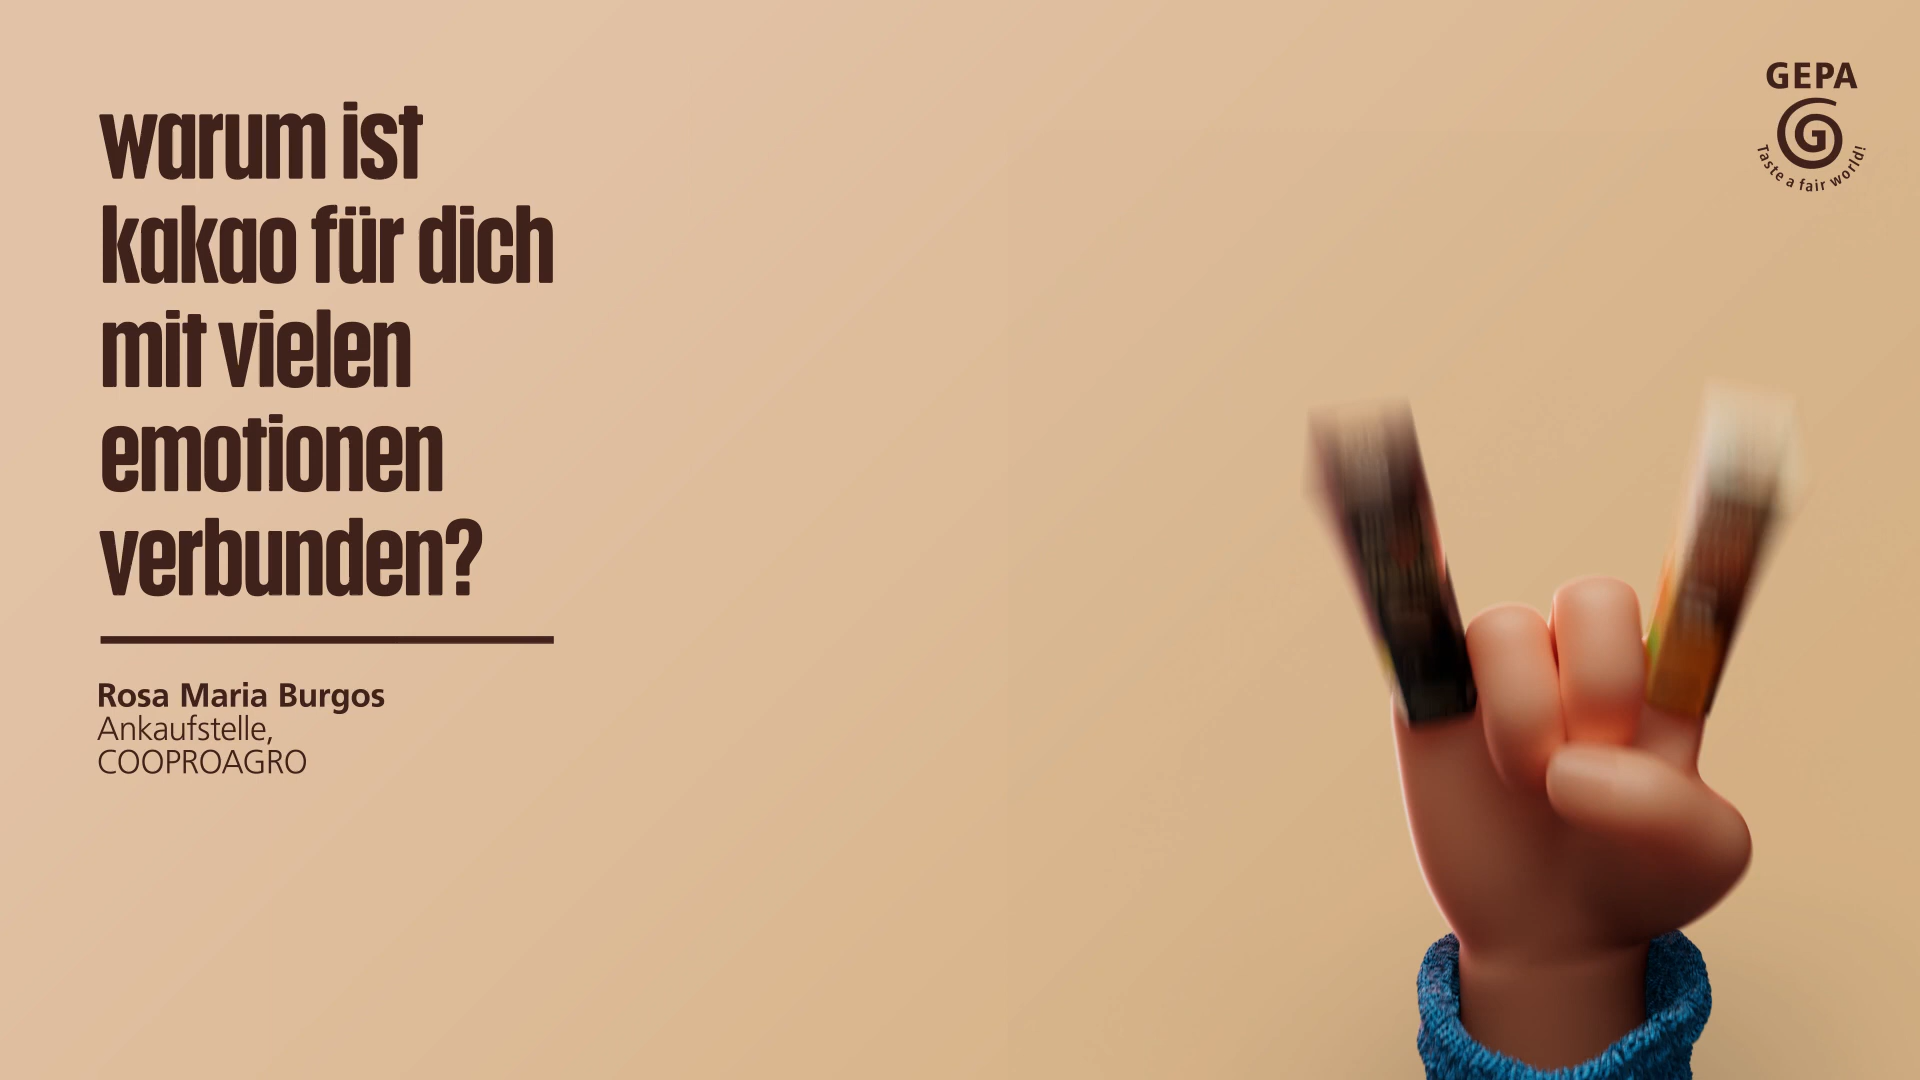 warum ist
kakao für dich
mit vielen
emotionen
verbunden?
Rosa Maria Burgos
Ankaufstelle,
COOPROAGRO
GEPA
G
Taste a fair world!